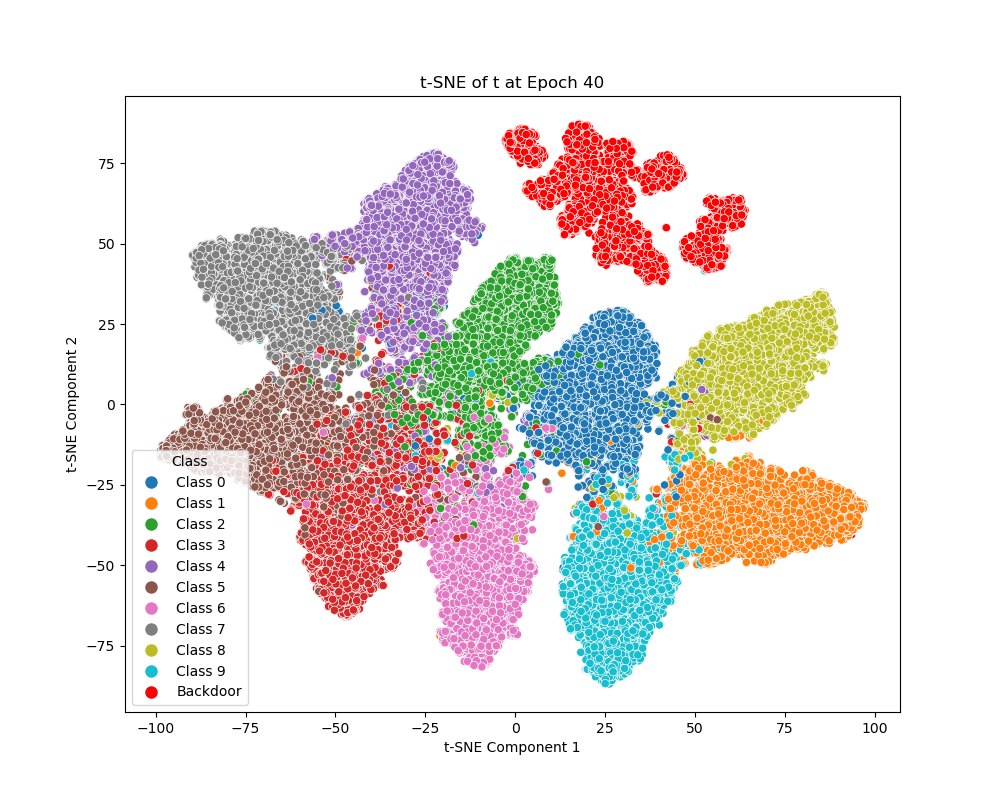 t-SNE of t at Epoch 40
t-SNE Component 2
75
50
25
0
−25
−50
−75
Class
Class 0
Class 1
Class 2
Class 3
Class 4
Class 5
Class 6
Class 7
Class 8
Class 9
Backdoor
−100 −75 −50 −25 0 25 50 75 100
t-SNE Component 1